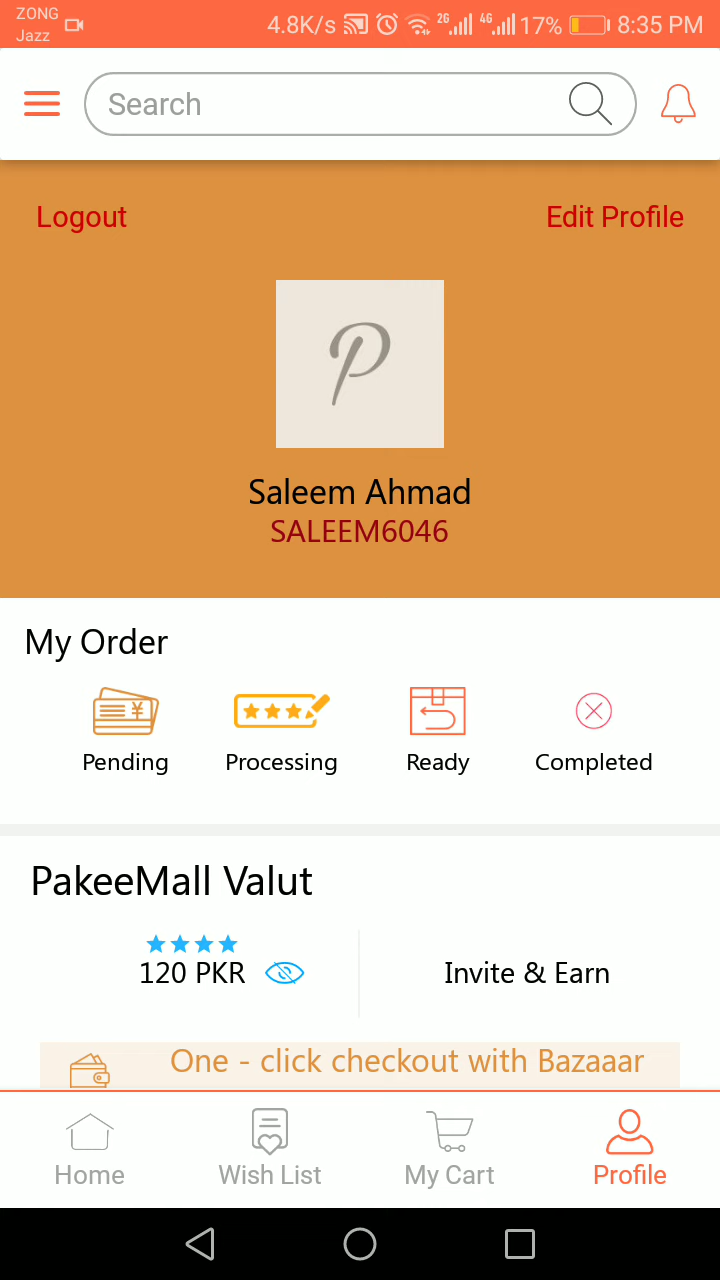 ZONG
Jazz
4.8K/s 2G 4G 17% 8:35 PM
Search
Logout
Edit Profile
P
Saleem Ahmad
SALEEM6046
My Order
¥
Pending Processing Ready Completed
PakeeMall Valut
120 PKR
Invite & Earn
One - click checkout with Bazaaar
Home Wish List My Cart Profile